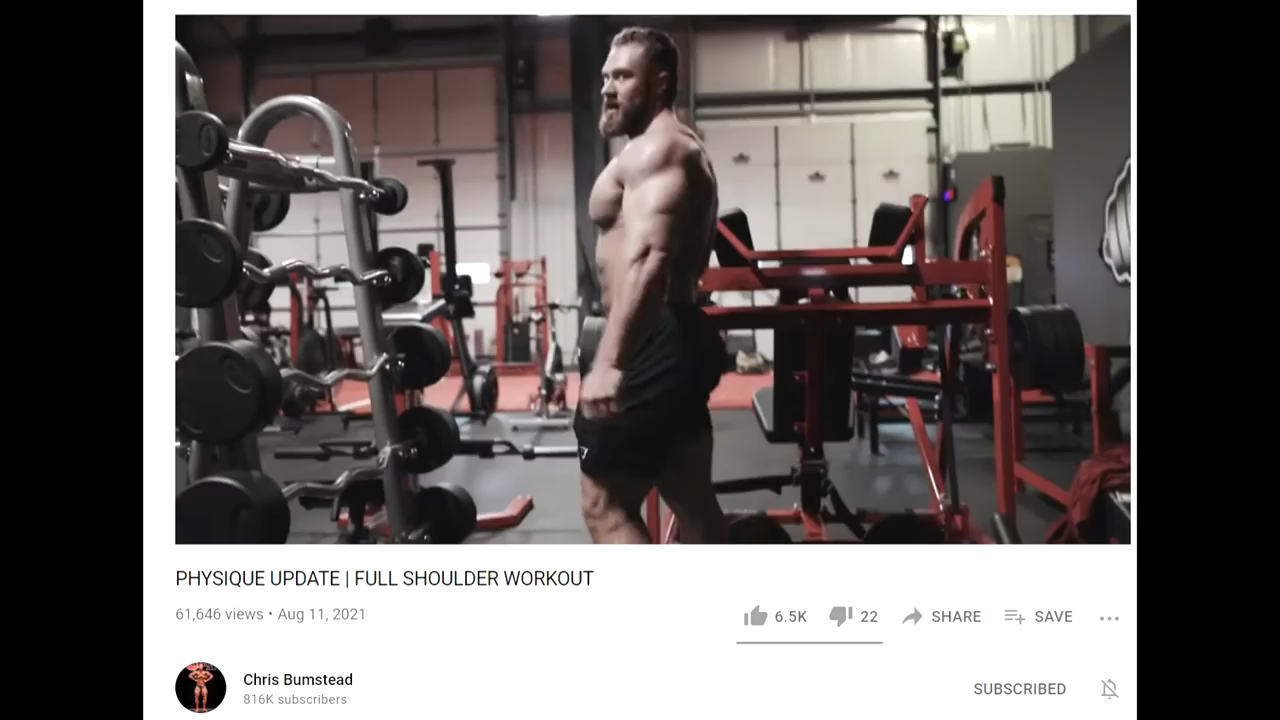 PHYSIQUE UPDATE | FULL SHOULDER WORKOUT
61,646 views • Aug 11, 2021
6.5K 22 SHARE SAVE
Chris Bumstead
816K subscribers
SUBSCRIBED